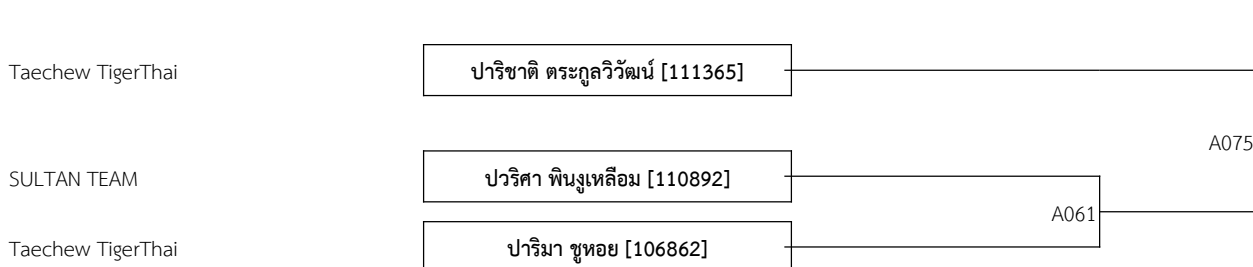 Taechew TigerThai ปาริชาติ ตระกูลวิวัฒน์ [111365]
A075
SULTAN TEAM ปวริศา พินงูเหลือม [110892]
A061
Taechew TigerThai ปาริมา ชูหอย [106862]